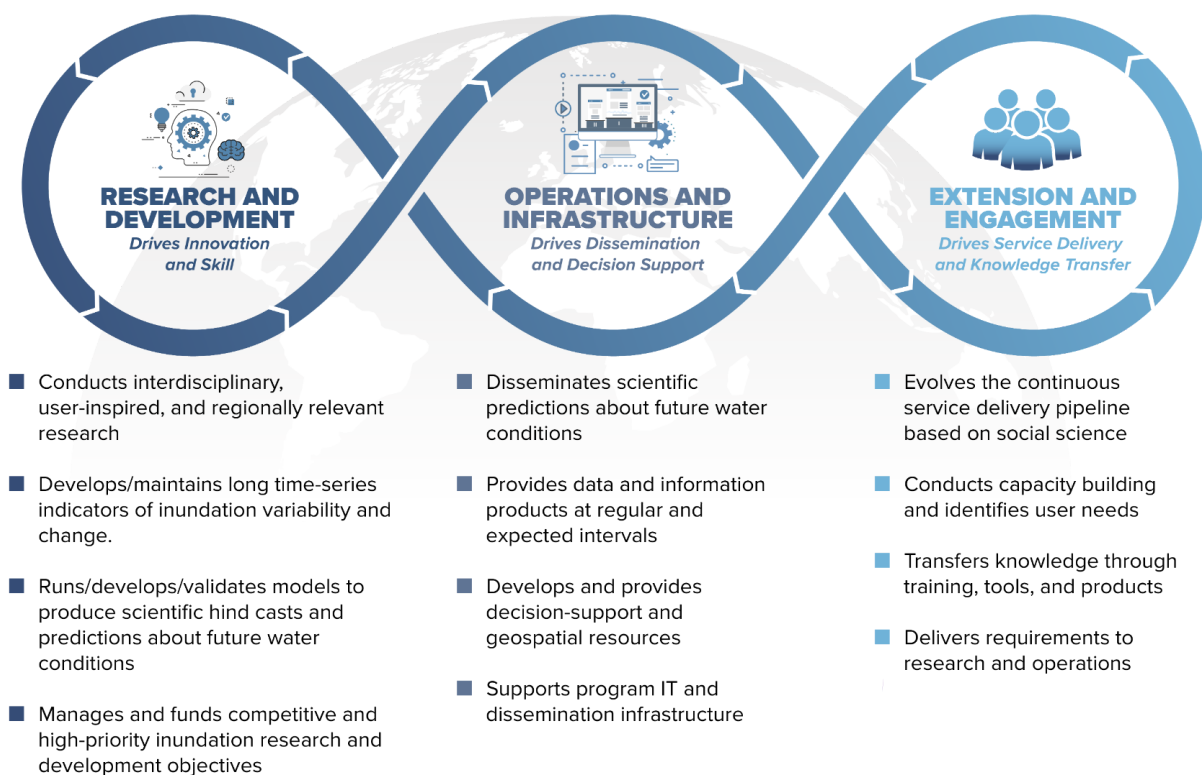 RESEARCH AND
DEVELOPMENT
Drives Innovation
and Skill
OPERATIONS AND
INFRASTRUCTURE
Drives Dissemination
and Decision Support
EXTENSION AND
ENGAGEMENT
Drives Service Delivery
and Knowledge Transfer
Conducts interdisciplinary,
user-inspired, and regionally relevant
research
Develops/maintains long time-series
indicators of inundation variability and
change.
Runs/develops/validates models to
produce scientific hind casts and
predictions about future water
conditions
Manages and funds competitive and
high-priority inundation research and
development objectives
Disseminates scientific
predictions about future water
conditions
Provides data and information
products at regular and
expected intervals
Develops and provides
decision-support and
geospatial resources
Supports program IT and
dissemination infrastructure
Evolves the continuous
service delivery pipeline
based on social science
Conducts capacity building
and identifies user needs
Transfers knowledge through
training, tools, and products
Delivers requirements to
research and operations